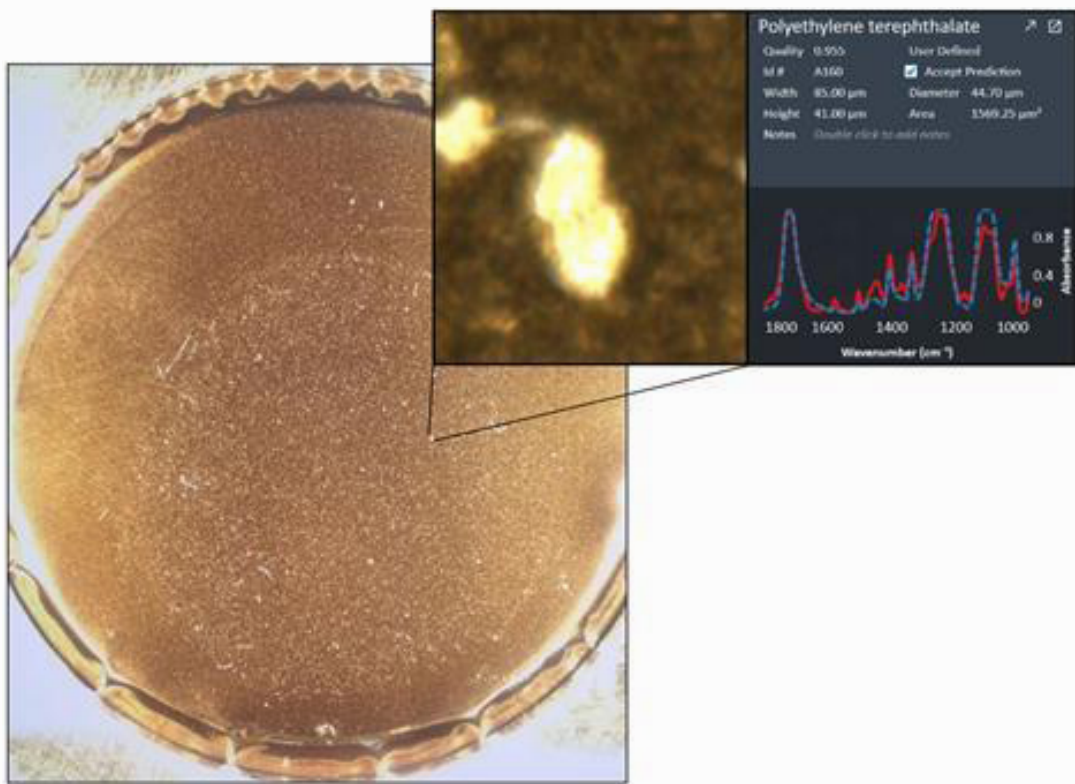 Polyethylene terephthalate
Quality 0.955 User Defined
Id # A160 Accept Prediction
Width 85.00 µm Diameter 44.70 µm
Height 41.00 µm Area 1569.25 µm²
Notes Double click to add notes
0.8
0.4
0
Absorbance
1800 1600 1400 1200 1000
Wavenumber (cm⁻¹)